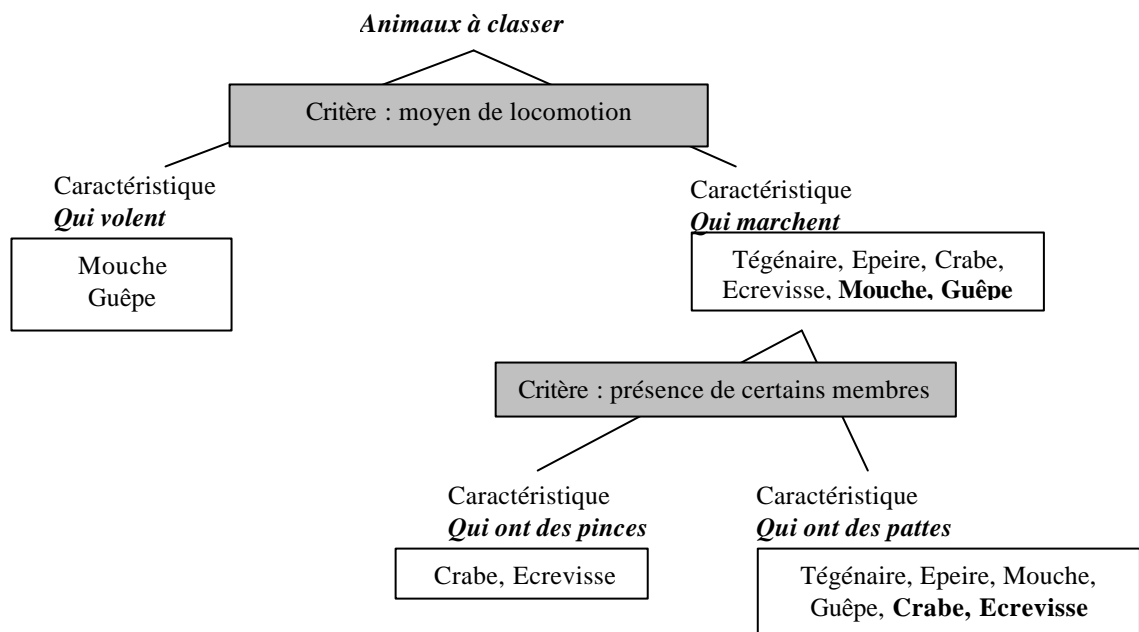 Animaux à classer
Critère : moyen de locomotion
Caractéristique
Qui volent
Mouche
Guêpe
Caractéristique
Qui marchent
Tégénaire, Epeire, Crabe,
Ecrevisse, Mouche, Guêpe
Critère : présence de certains membres
Caractéristique
Qui ont des pinces
Crabe, Ecrevisse
Caractéristique
Qui ont des pattes
Tégénaire, Epeire, Mouche,
Guêpe, Crabe, Ecrevisse